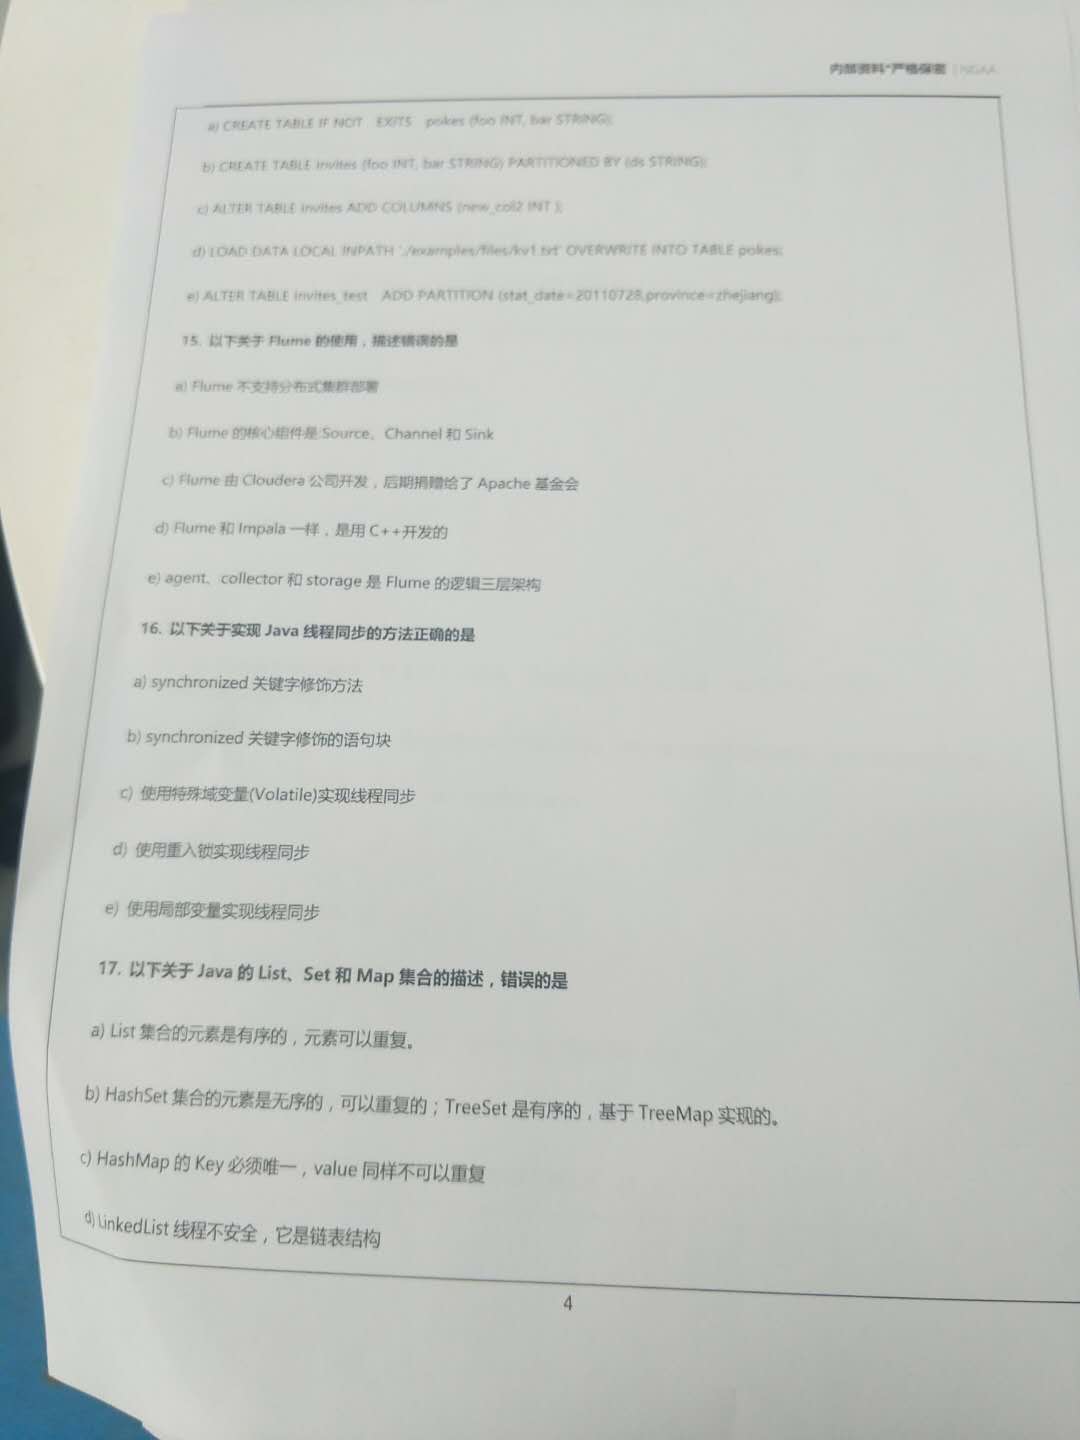 内部资料*严格保密 | NGAA
a) CREATE TABLE IF NOT EXITS pokes (foo INT, bar STRING);
b) CREATE TABLE invites (foo INT, bar STRING) PARTITIONED BY (ds STRING);
c) ALTER TABLE invites ADD COLUMNS (new_col2 INT );
d) LOAD DATA LOCAL INPATH './examples/files/kv1.txt' OVERWRITE INTO TABLE pokes;
e) ALTER TABLE invites_test ADD PARTITION (stat_date=20110728,province=zhejiang);
15. 以下关于 Flume 的使用，描述错误的是
a) Flume 不支持分布式集群部署
b) Flume 的核心组件是 Source、Channel 和 Sink
c) Flume 由 Cloudera 公司开发，后期捐赠给了 Apache 基金会
d) Flume 和 Impala 一样，是用 C++开发的
e) agent、collector 和 storage 是 Flume 的逻辑三层架构
16. 以下关于实现 Java 线程同步的方法正确的是
a) synchronized 关键字修饰方法
b) synchronized 关键字修饰的语句块
c) 使用特殊域变量(Volatile)实现线程同步
d) 使用重入锁实现线程同步
e) 使用局部变量实现线程同步
17. 以下关于 Java 的 List、Set 和 Map 集合的描述，错误的是
a) List 集合的元素是有序的，元素可以重复。
b) HashSet 集合的元素是无序的，可以重复的；TreeSet 是有序的，基于 TreeMap 实现的。
c) HashMap 的 Key 必须唯一，value 同样不可以重复
d) LinkedList 线程不安全，它是链表结构
4